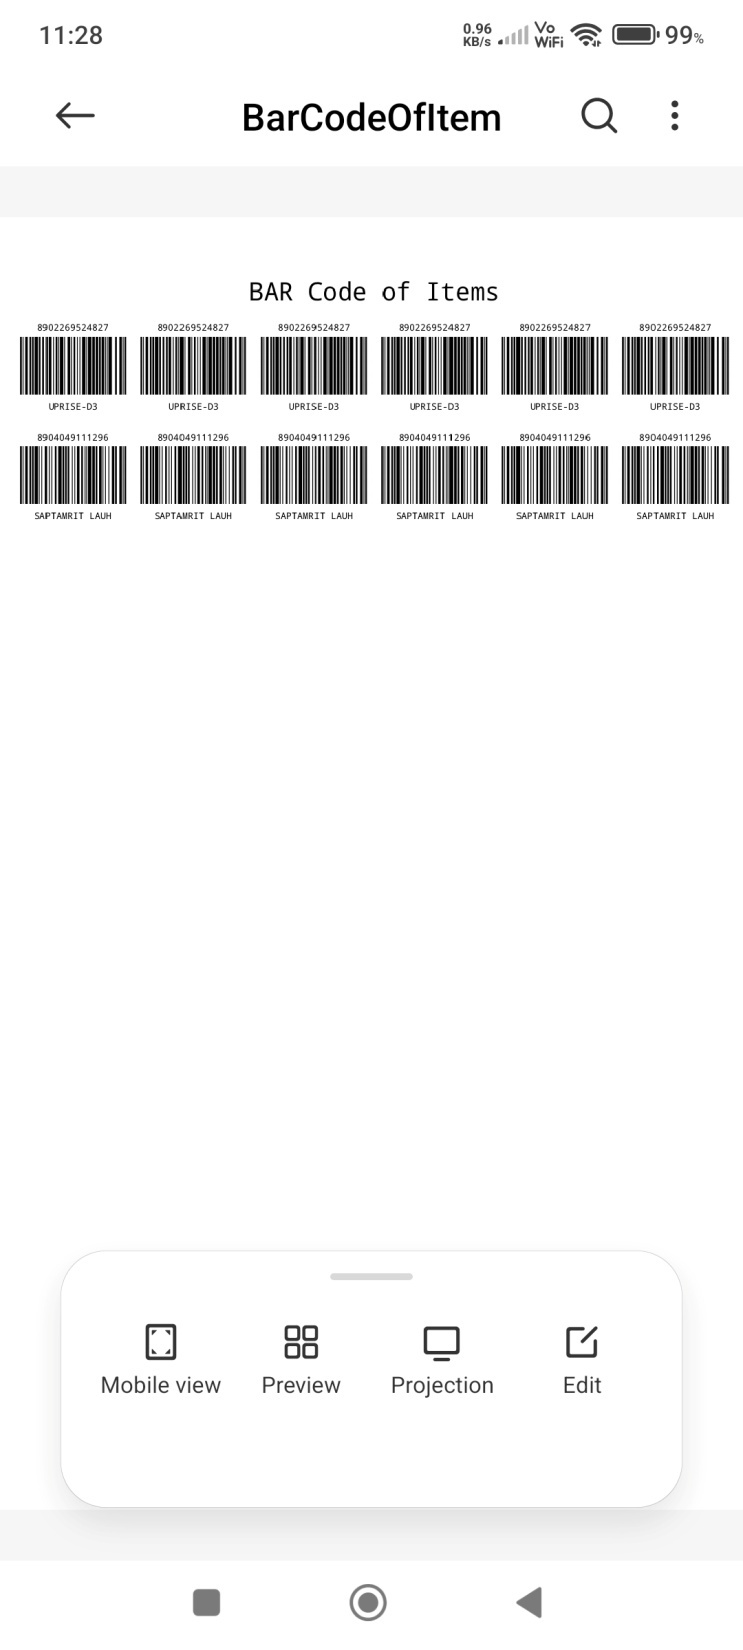 11:28 0.96 KB/s Vo WiFi 99%
BarCodeOfItem
BAR Code of Items
8902269524827 8902269524827 8902269524827 8902269524827 8902269524827 8902269524827
UPRISE-D3 UPRISE-D3 UPRISE-D3 UPRISE-D3 UPRISE-D3 UPRISE-D3
8904049111296 8904049111296 8904049111296 8904049111296 8904049111296 8904049111296
SAPTAMRIT LAUH SAPTAMRIT LAUH SAPTAMRIT LAUH SAPTAMRIT LAUH SAPTAMRIT LAUH SAPTAMRIT LAUH
Mobile view Preview Projection Edit